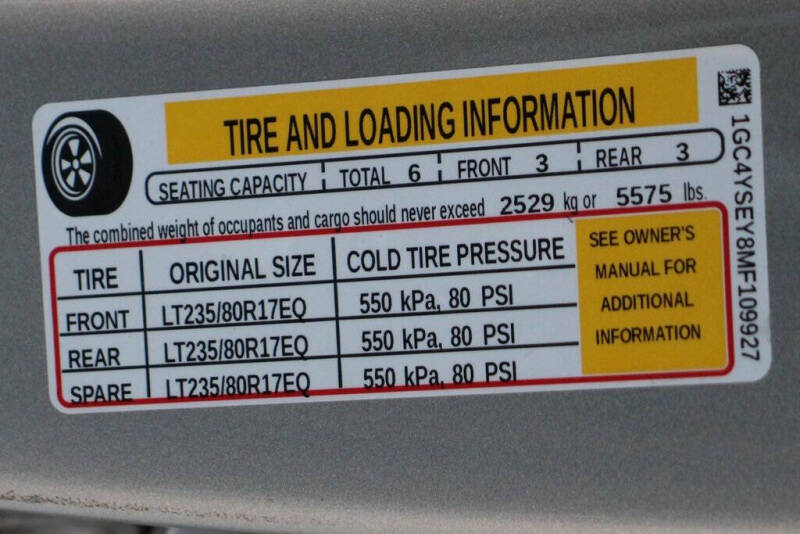 TIRE AND LOADING INFORMATION
SEATING CAPACITY TOTAL 6 FRONT 3 REAR 3
The combined weight of occupants and cargo should never exceed 2529 kg or 5575 lbs.
TIRE ORIGINAL SIZE COLD TIRE PRESSURE
FRONT LT235/80R17EQ 550 kPa, 80 PSI
REAR LT235/80R17EQ 550 kPa, 80 PSI
SPARE LT235/80R17EQ 550 kPa, 80 PSI
SEE OWNER'S
MANUAL FOR
ADDITIONAL
INFORMATION
1GC4YSEY8MF109927